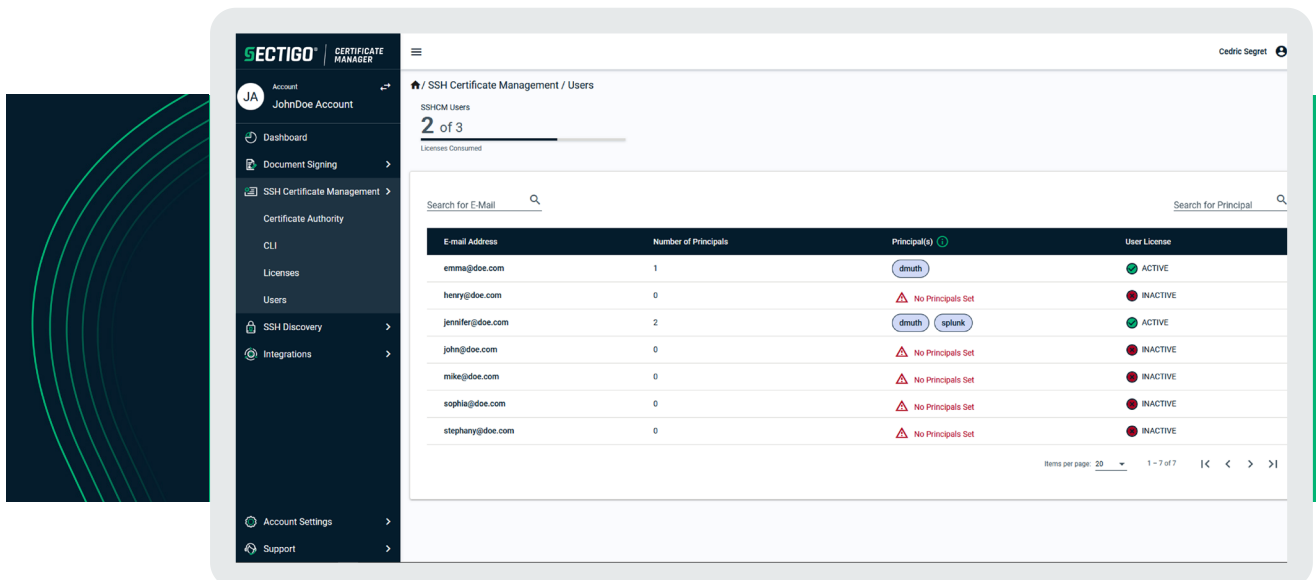 SECTIGO® CERTIFICATE MANAGER
Cedric Segret
JA
Account
JohnDoe Account
Dashboard
Document Signing
SSH Certificate Management
Certificate Authority
CLI
Licenses
Users
SSH Discovery
Integrations
Account Settings
Support
/ SSH Certificate Management / Users
SSHCM Users
2 of 3
Licenses Consumed
Search for E-Mail
Search for Principal
E-mail Address Number of Principals Principal(s) User License
emma@doe.com 1 dmuth ACTIVE
henry@doe.com 0 No Principals Set INACTIVE
jennifer@doe.com 2 dmuth splunk ACTIVE
john@doe.com 0 No Principals Set INACTIVE
mike@doe.com 0 No Principals Set INACTIVE
sophia@doe.com 0 No Principals Set INACTIVE
stephany@doe.com 0 No Principals Set INACTIVE
Items per page: 20 1 – 7 of 7